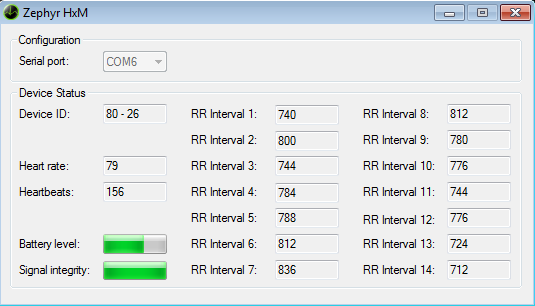 Zephyr HxM
Configuration
Serial port: COM6
Device Status
Device ID: 80 - 26 RR Interval 1: 740 RR Interval 8: 812
RR Interval 2: 800 RR Interval 9: 780
Heart rate: 79 RR Interval 3: 744 RR Interval 10: 776
Heartbeats: 156 RR Interval 4: 784 RR Interval 11: 744
RR Interval 5: 788 RR Interval 12: 776
Battery level: RR Interval 6: 812 RR Interval 13: 724
Signal integrity: RR Interval 7: 836 RR Interval 14: 712